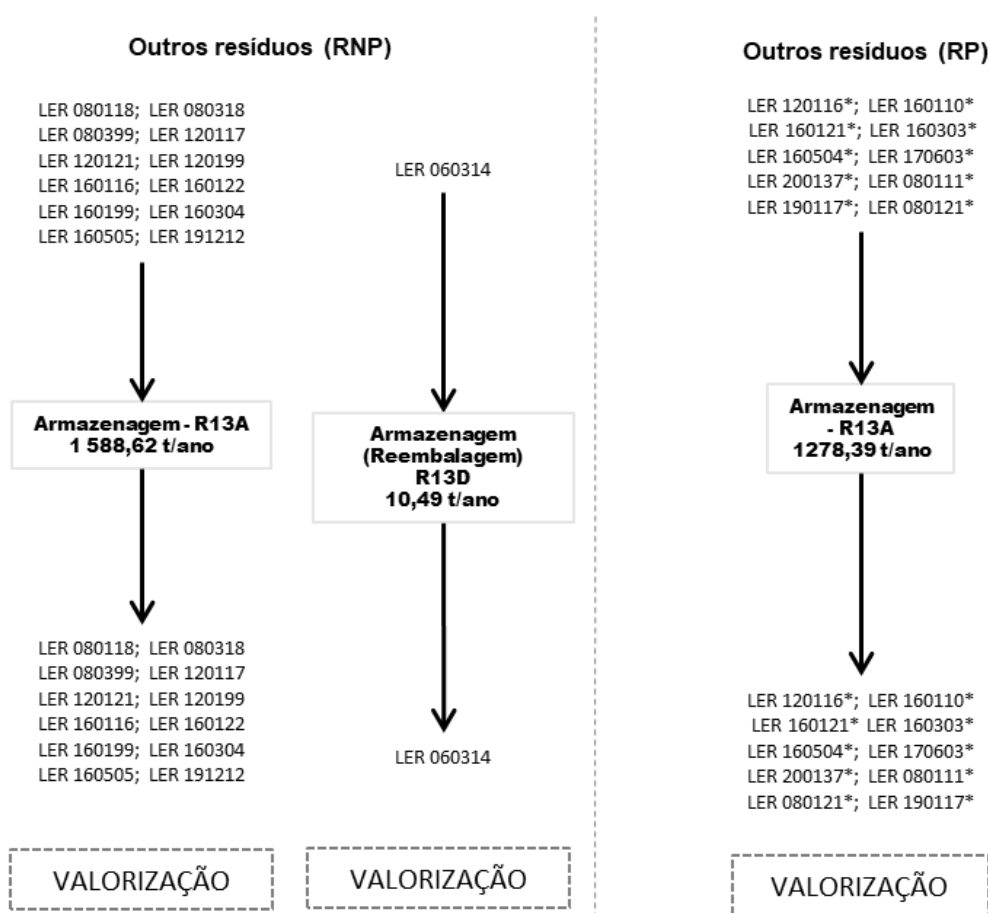 Outros resíduos (RNP)
LER 080118; LER 080318
LER 080399; LER 120117
LER 120121; LER 120199
LER 160116; LER 160122
LER 160199; LER 160304
LER 160505; LER 191212
Armazenagem - R13A
1 588,62 t/ano
LER 080118; LER 080318
LER 080399; LER 120117
LER 120121; LER 120199
LER 160116; LER 160122
LER 160199; LER 160304
LER 160505; LER 191212
VALORIZAÇÃO
LER 060314
Armazenagem
(Reembalagem)
R13D
10,49 t/ano
LER 060314
VALORIZAÇÃO
Outros resíduos (RP)
LER 120116*; LER 160110*
LER 160121*; LER 160303*
LER 160504*; LER 170603*
LER 200137*; LER 080111*
LER 190117*; LER 080121*
Armazenagem
- R13A
1278,39 t/ano
LER 120116*; LER 160110*
LER 160121* LER 160303*
LER 160504*; LER 170603*
LER 200137*; LER 080111*
LER 080121*; LER 190117*
VALORIZAÇÃO